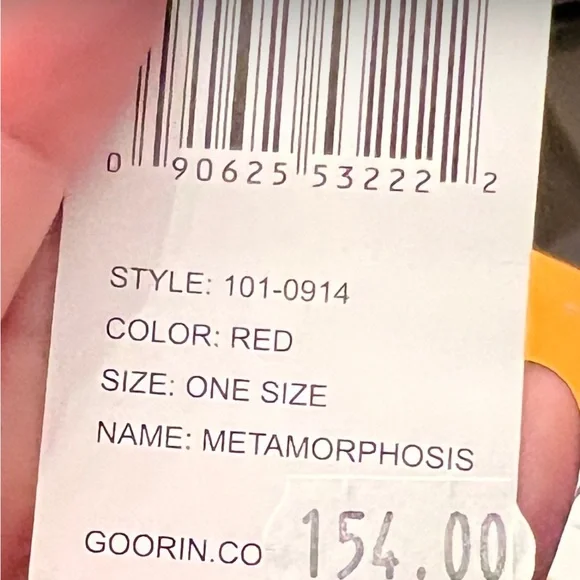 0 90625 53222 2
STYLE: 101-0914
COLOR: RED
SIZE: ONE SIZE
NAME: METAMORPHOSIS
GOORIN.CO
154.00